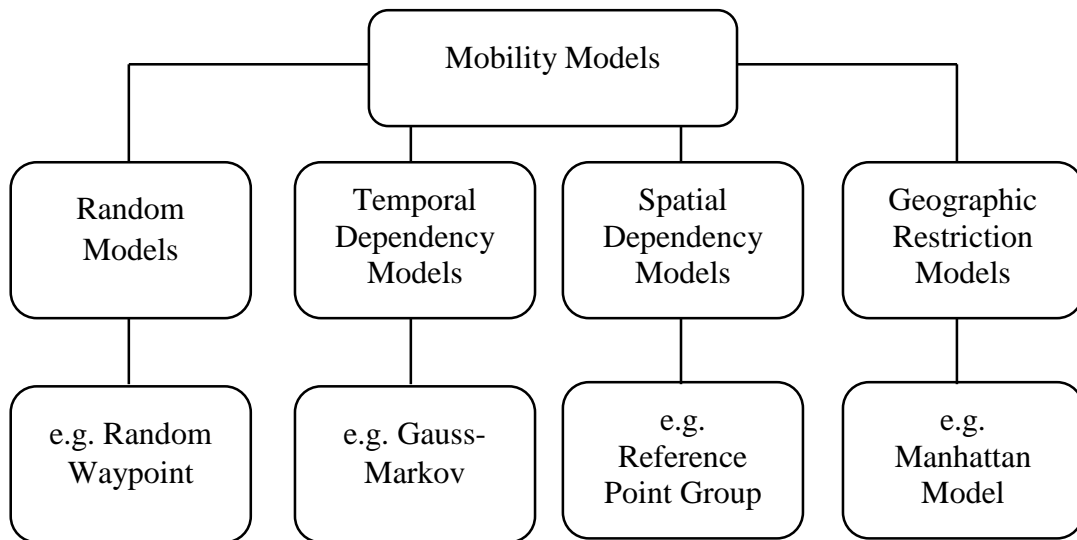 Mobility Models
Random
Models
Temporal
Dependency
Models
Spatial
Dependency
Models
Geographic
Restriction
Models
e.g. Random
Waypoint
e.g. Gauss-
Markov
e.g.
Reference
Point Group
e.g.
Manhattan
Model